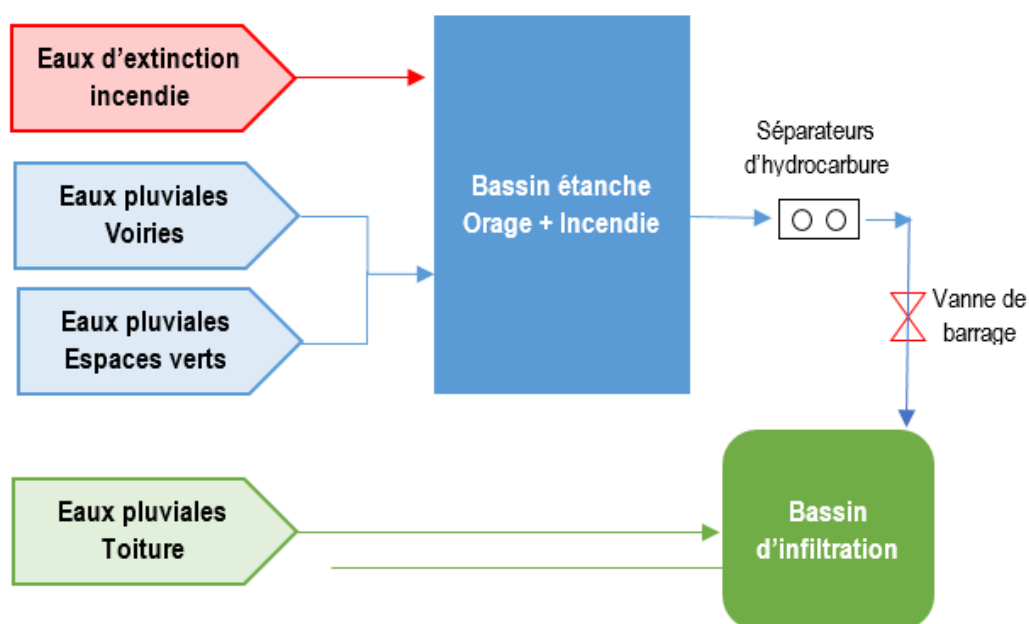 Eaux d’extinction
incendie
Eaux pluviales
Voiries
Eaux pluviales
Espaces verts
Bassin étanche
Orage + Incendie
Séparateurs
d’hydrocarbure
Vanne de
barrage
Eaux pluviales
Toiture
Bassin
d’infiltration